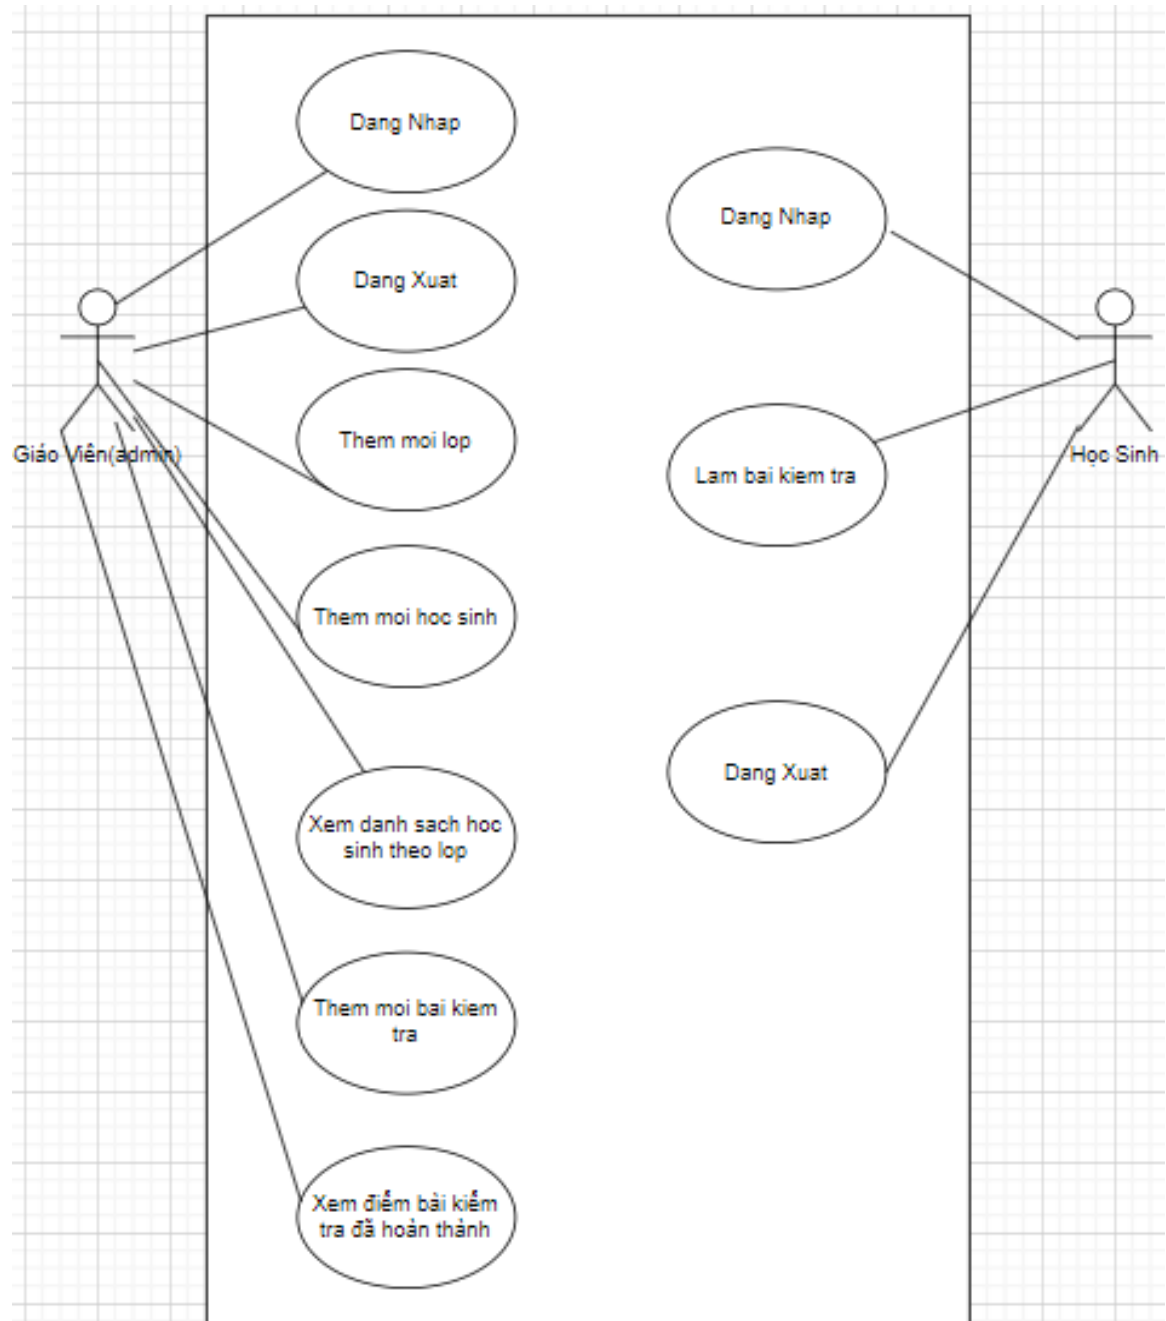 Dang Nhap
Dang Xuat
Giáo Viên(admin)
Them moi lop
Them moi hoc sinh
Xem danh sach hoc
sinh theo lop
Them moi bai kiem
tra
Xem điểm bài kiểm
tra đã hoàn thành
Dang Nhap
Lam bai kiem tra
Học Sinh
Dang Xuat